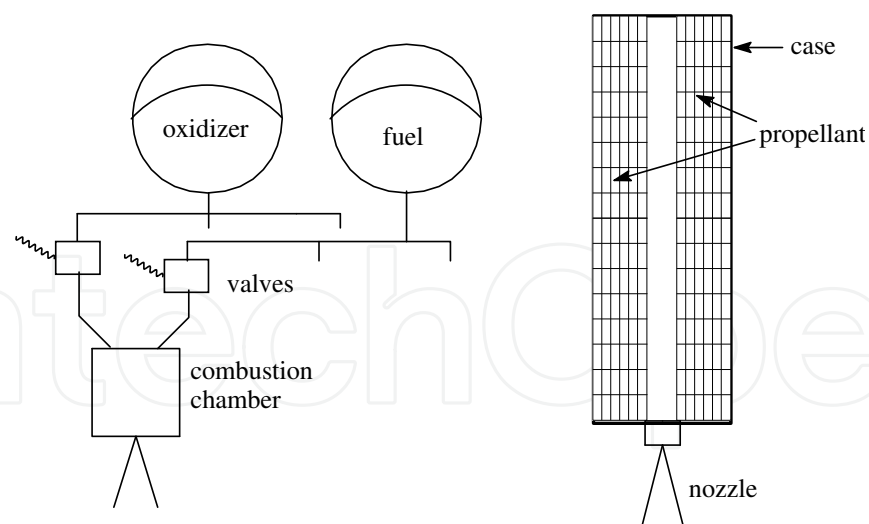 oxidizer
fuel
valves
combustion
chamber
case
propellant
nozzle